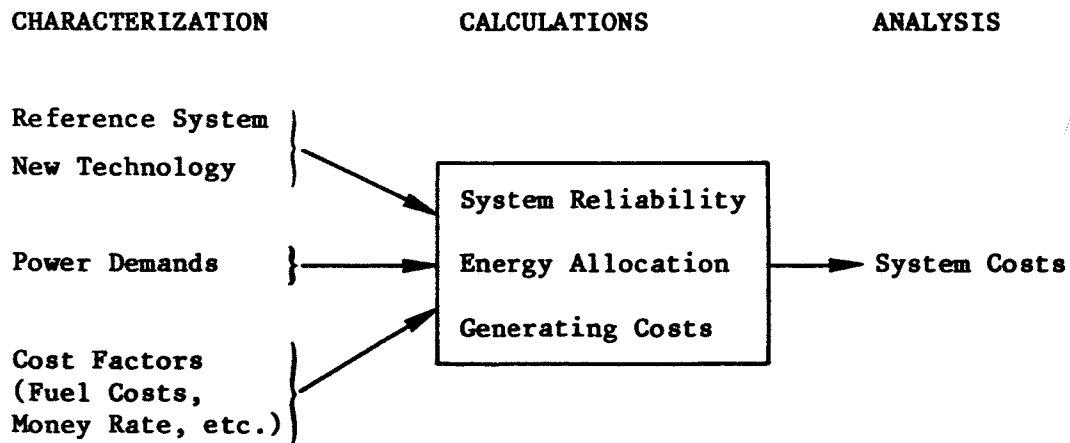 CHARACTERIZATION CALCULATIONS ANALYSIS
Reference System
New Technology
Power Demands
Cost Factors
(Fuel Costs,
Money Rate, etc.)
System Reliability
Energy Allocation
Generating Costs
System Costs